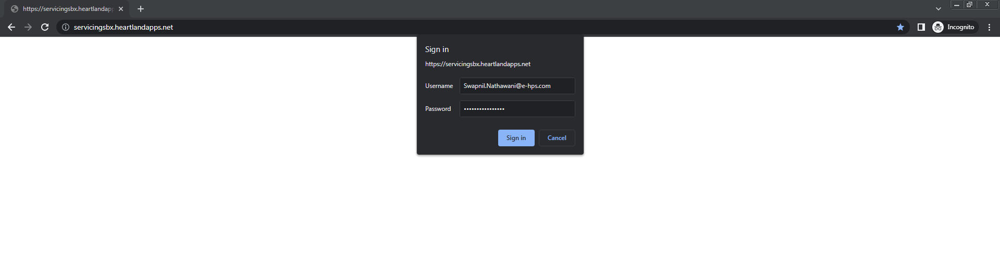 https://servicingsbx.heartlandapp
servicingsbx.heartlandapps.net
Incognito
Sign in
https://servicingsbx.heartlandapps.net
Username Swapnil.Nathawani@e-hps.com
Password ••••••••••••••••
Sign in Cancel